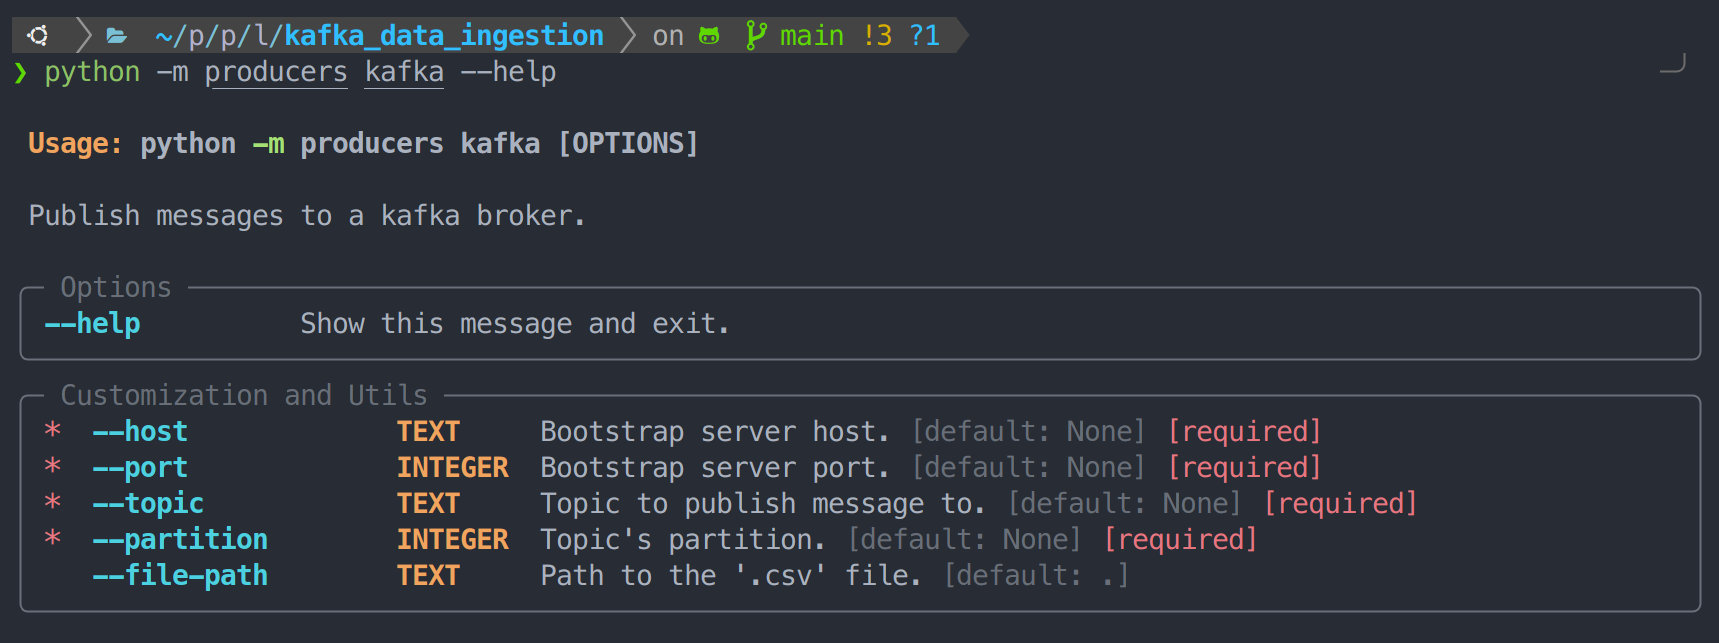 ~/p/p/l/kafka_data_ingestion on main !3 ?1
❯ python -m producers kafka --help
Usage: python -m producers kafka [OPTIONS]
Publish messages to a kafka broker.
Options
--help Show this message and exit.
Customization and Utils
* --host TEXT Bootstrap server host. [default: None] [required]
* --port INTEGER Bootstrap server port. [default: None] [required]
* --topic TEXT Topic to publish message to. [default: None] [required]
* --partition INTEGER Topic's partition. [default: None] [required]
--file-path TEXT Path to the '.csv' file. [default: .]